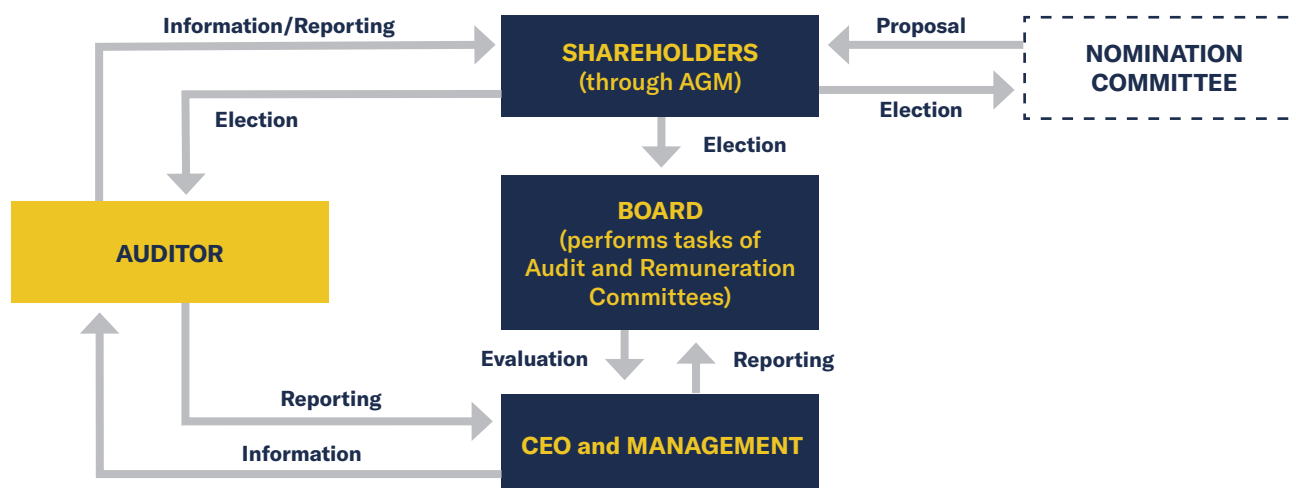 Information/Reporting
SHAREHOLDERS
(through AGM)
Proposal
NOMINATION
COMMITTEE
Election
Election
Election
BOARD
(performs tasks of
Audit and Remuneration
Committees)
AUDITOR
Evaluation
Reporting
Reporting
CEO and MANAGEMENT
Information